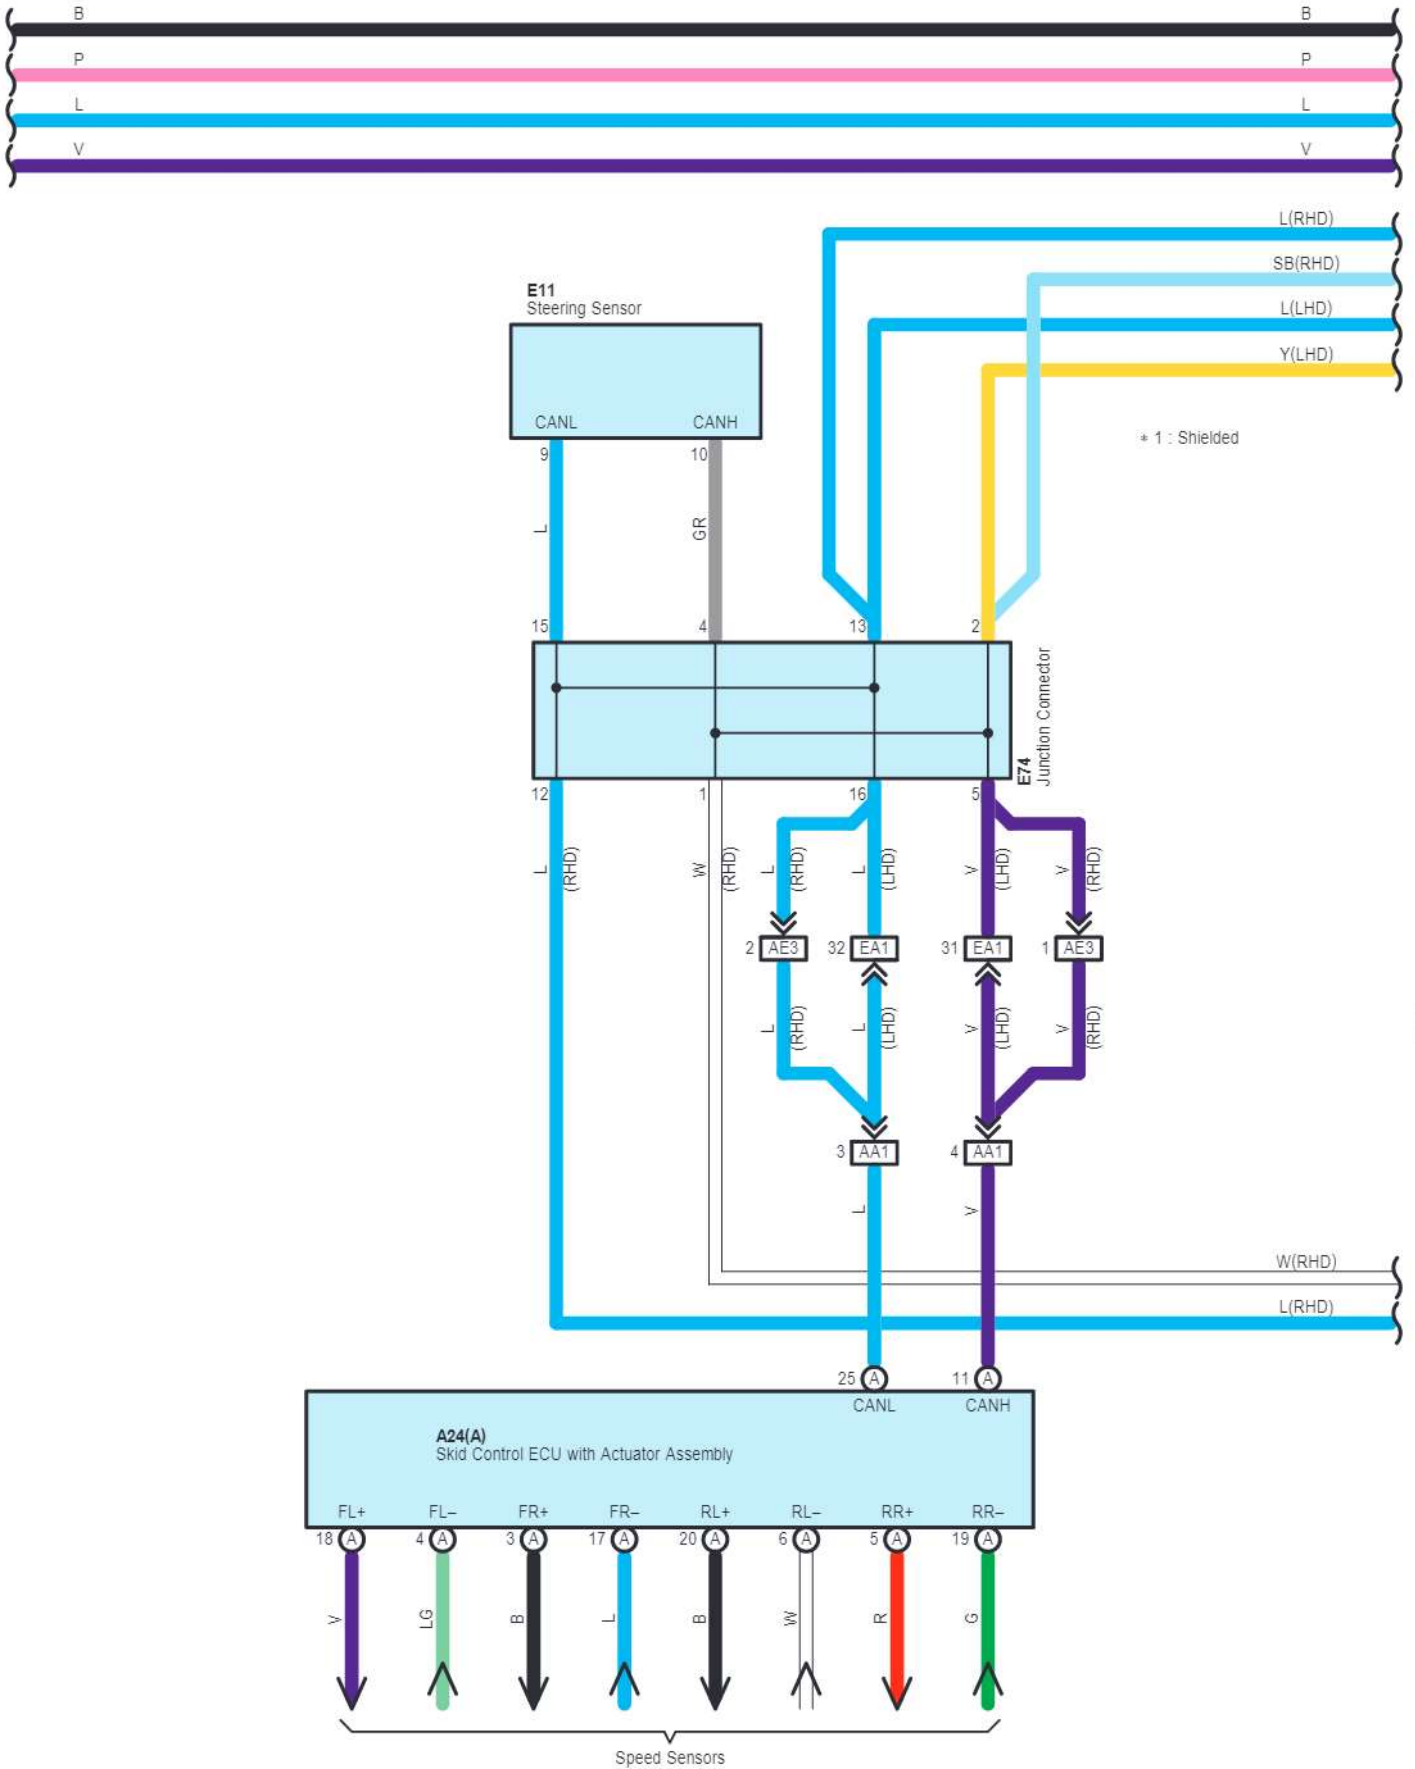 B B
P P
L L
V V
L(RHD)
SB(RHD)
E11
Steering Sensor
L(LHD)
Y(LHD)
CANL CANH
* 1 : Shielded
9 10
L GR
15 4 13 2
E74
Junction Connector
12 1 16 5
L (RHD) W (RHD) L (RHD) L (LHD) V (LHD) V (RHD)
2 AE3 32 EA1 31 EA1 1 AE3
L (RHD) L (LHD) V (LHD) V (RHD)
3 AA1 4 AA1
L V
W(RHD)
L(RHD)
25 A 11 A
CANL CANH
A24(A)
Skid Control ECU with Actuator Assembly
FL+ FL– FR+ FR– RL+ RL– RR+ RR–
18 A 4 A 3 A 17 A 20 A 6 A 5 A 19 A
V LG B L B W R G
Speed Sensors